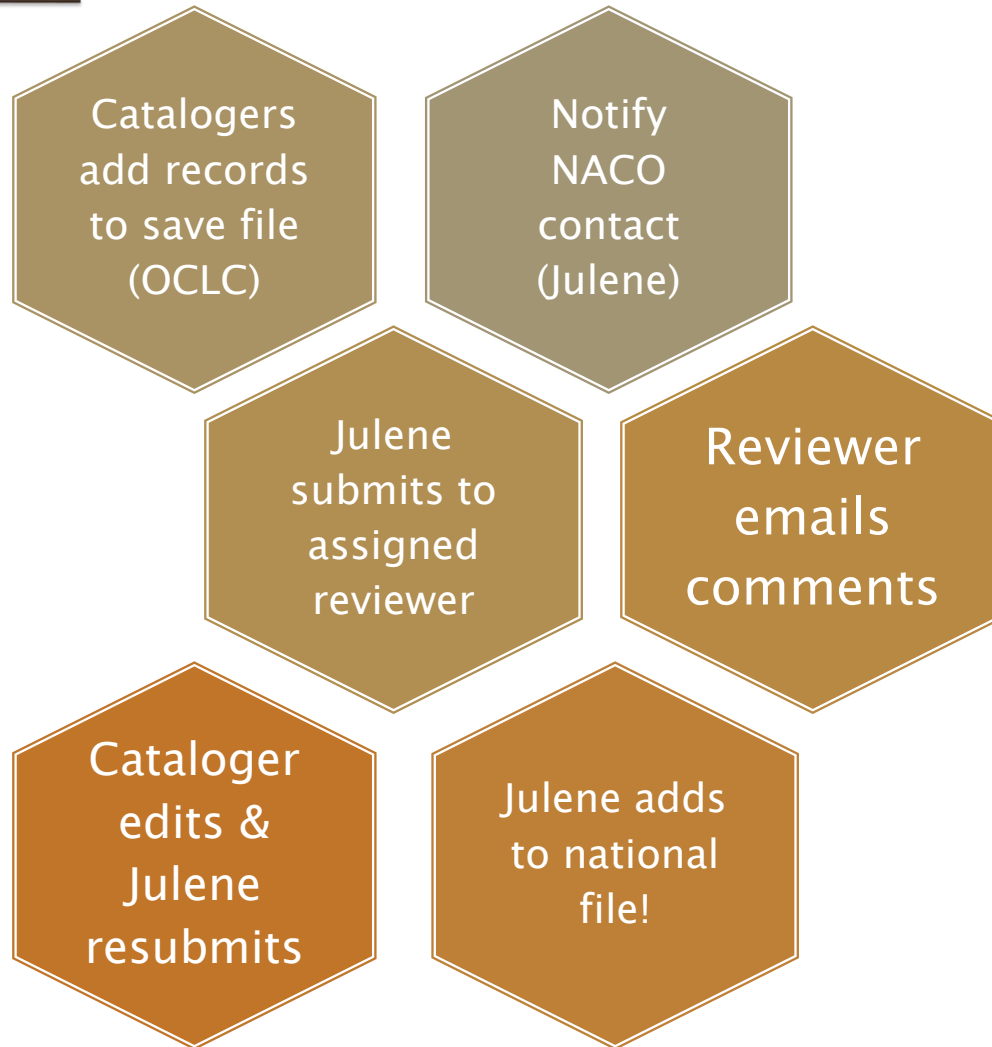 Catalogers
add records
to save file
(OCLC)
Notify
NACO
contact
(Julene)
Julene
submits to
assigned
reviewer
Reviewer
emails
comments
Cataloger
edits &
Julene
resubmits
Julene adds
to national
file!